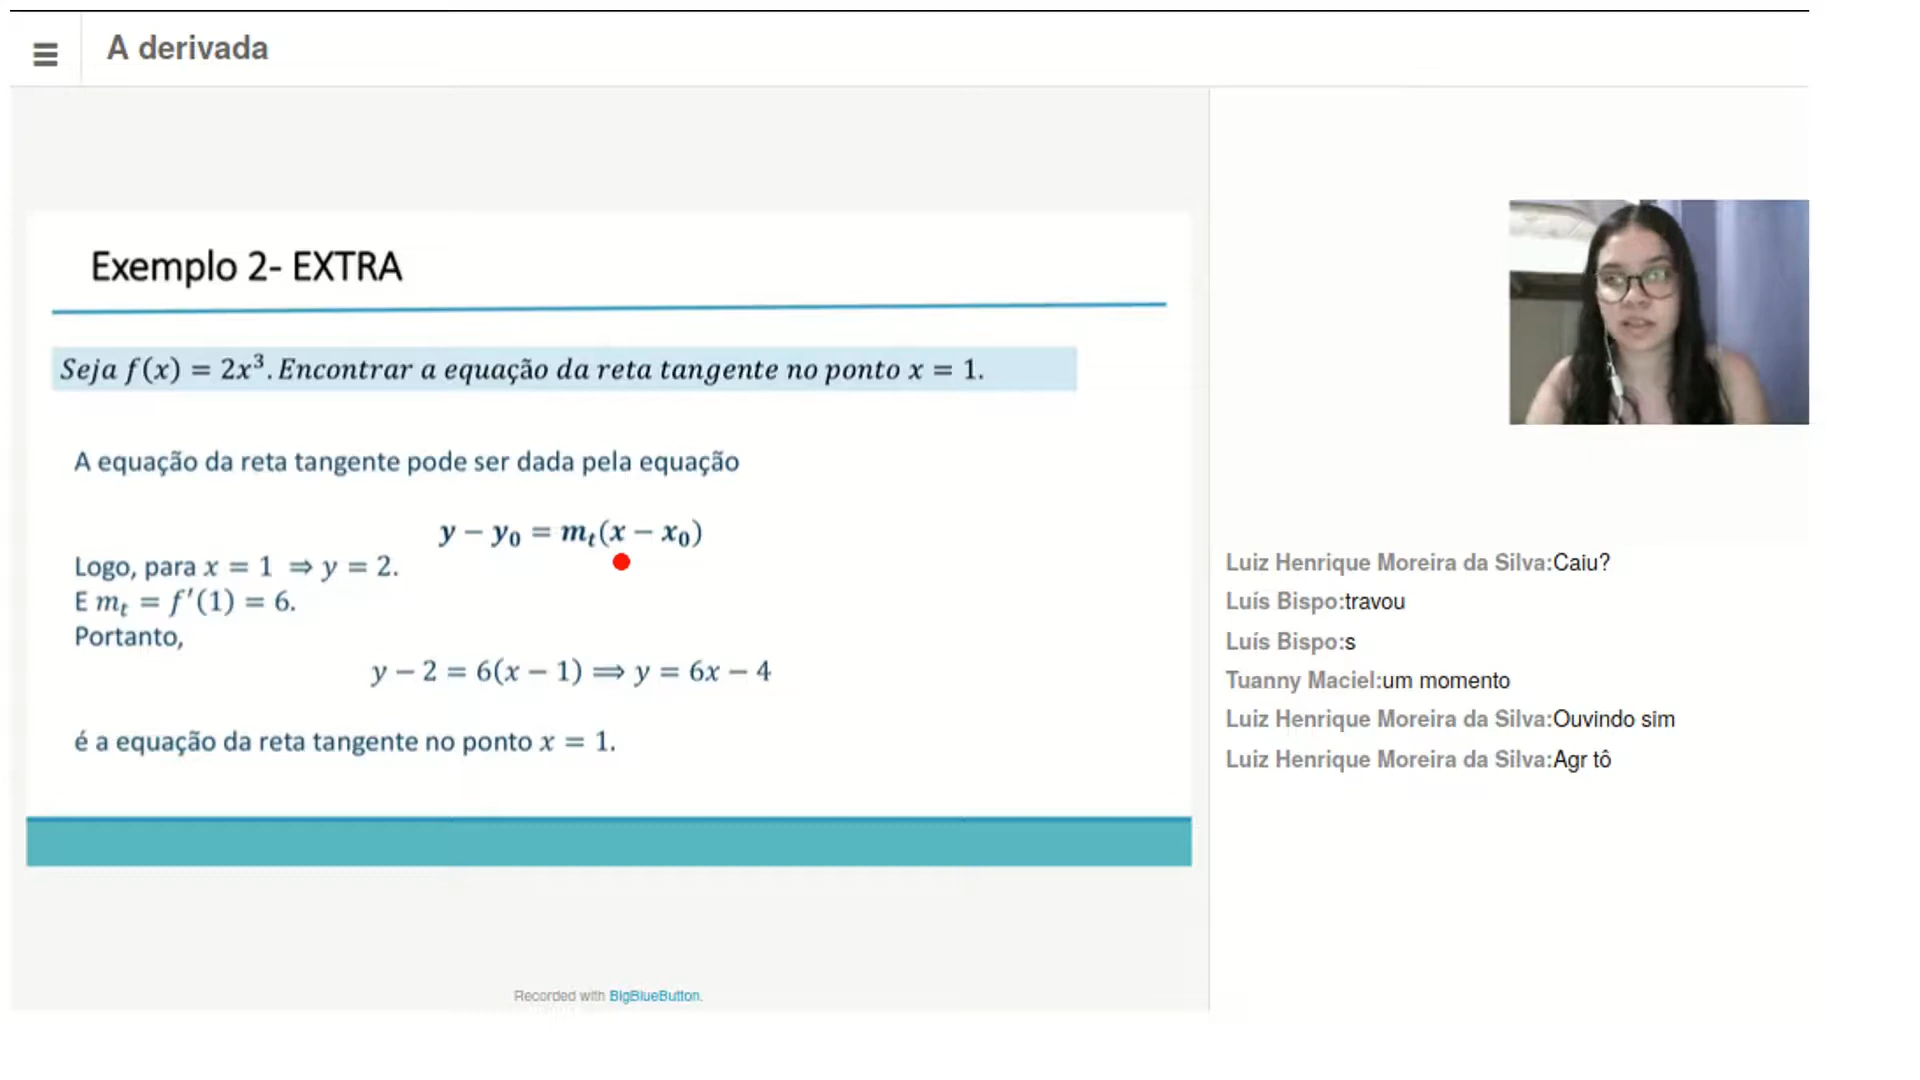 A derivada
Exemplo 2- EXTRA
Seja f(x) = 2x³. Encontrar a equação da reta tangente no ponto x = 1.
A equação da reta tangente pode ser dada pela equação
y − y₀ = mₜ(x − x₀)
Logo, para x = 1 ⇒ y = 2.
E mₜ = f′(1) = 6.
Portanto,
y − 2 = 6(x − 1) ⟹ y = 6x − 4
é a equação da reta tangente no ponto x = 1.
Recorded with BigBlueButton.
Luiz Henrique Moreira da Silva:Caiu?
Luís Bispo:travou
Luís Bispo:s
Tuanny Maciel:um momento
Luiz Henrique Moreira da Silva:Ouvindo sim
Luiz Henrique Moreira da Silva:Agr tô